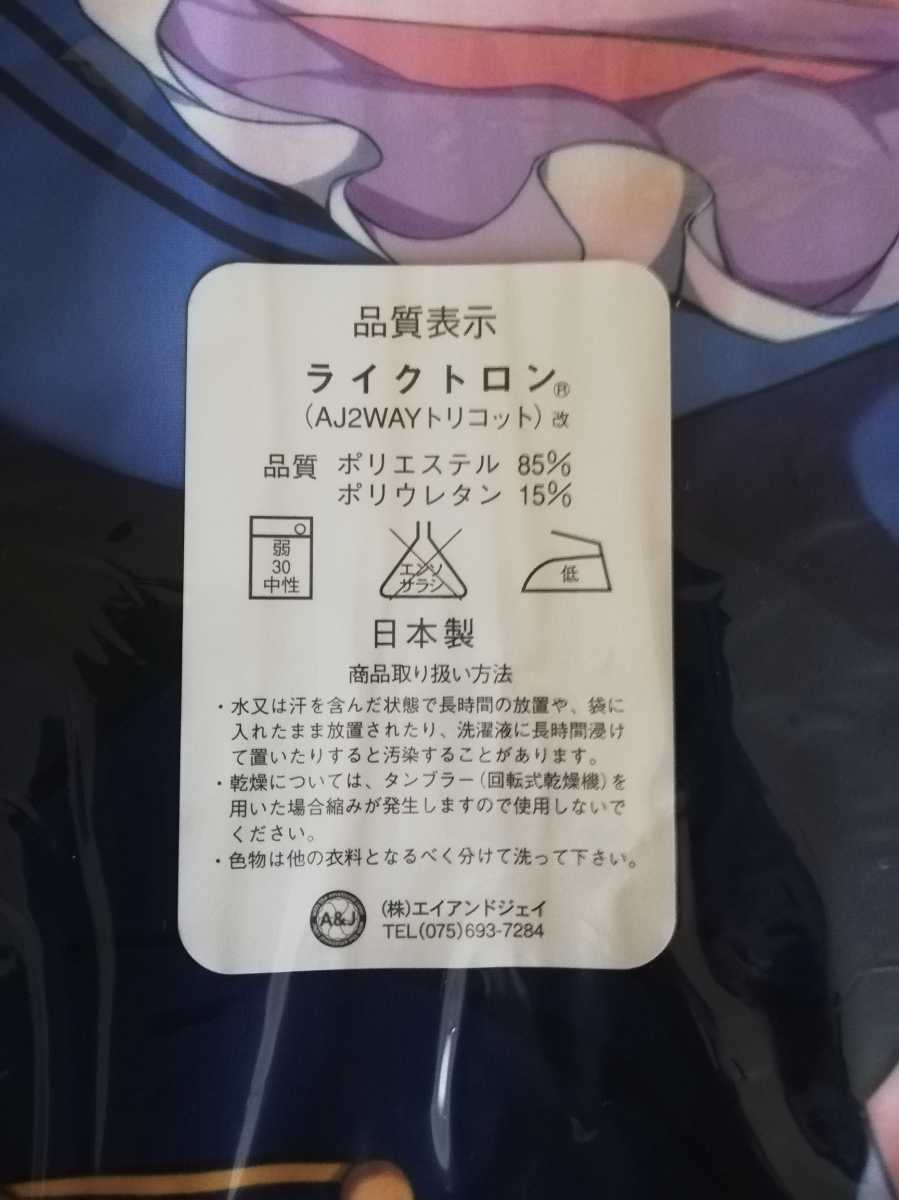 品質表示
ライクトロン®
(AJ2WAYトリコット)改
品質 ポリエステル 85%
ポリウレタン 15%
弱
30
中性
エンソ
サラシ
低
日本製
商品取り扱い方法
・水又は汗を含んだ状態で長時間の放置や、袋に
入れたまま放置されたり、洗濯液に長時間浸け
て置いたりすると汚染することがあります。
・乾燥については、タンブラー(回転式乾燥機)を
用いた場合縮みが発生しますので使用しないで
ください。
・色物は他の衣料となるべく分けて洗って下さい。
A&J
(株)エイアンドジェイ
TEL(075)693-7284